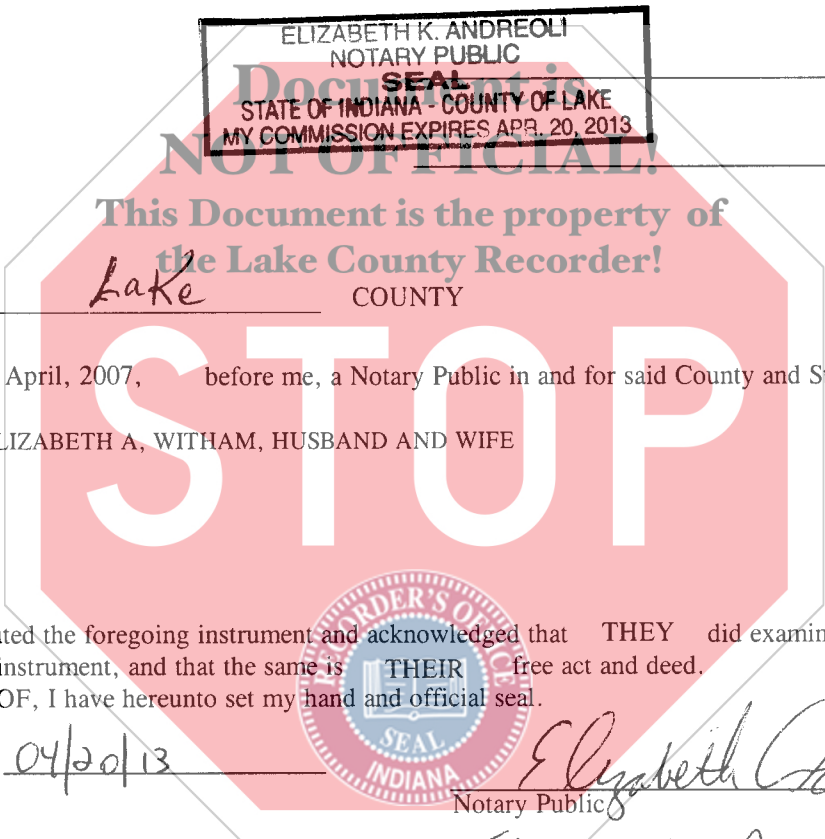 ELIZABETH K. ANDREOLI
NOTARY PUBLIC
SEAL
STATE OF INDIANA - COUNTY OF LAKE
MY COMMISSION EXPIRES APR. 20, 2013
Document is
NOT OFFICIAL!
This Document is the property of
the Lake County Recorder!
Lake COUNTY
STOP
April, 2007, before me, a Notary Public in and for said County and
LIZABETH A, WITHAM, HUSBAND AND WIFE
the foregoing instrument and acknowledged that THEY did examin
instrument, and that the same is THEIR free act and deed.
OF, I have hereunto set my hand and official seal.
RECORDER'S OFFICE
SEAL
INDIANA
04/20/13
Elizabeth
Notary Public